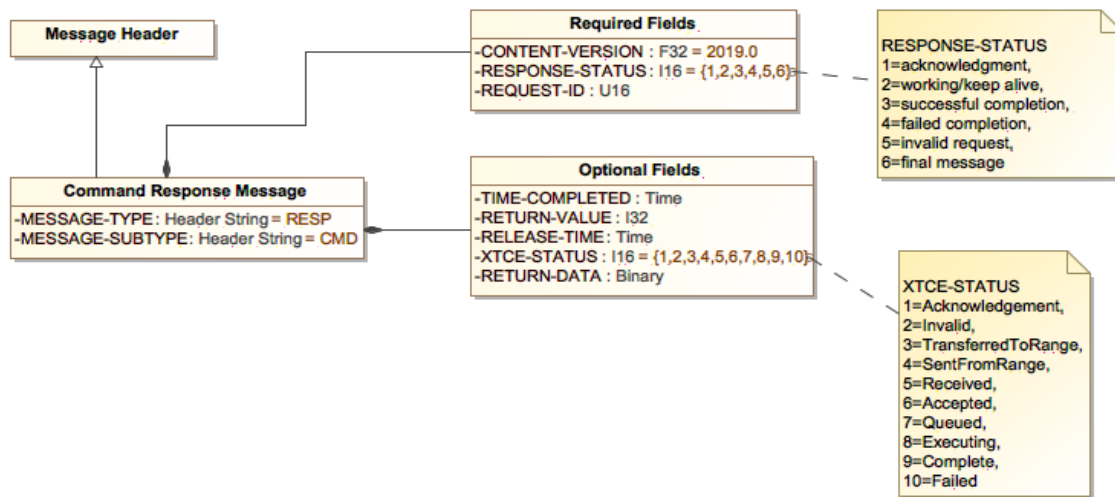 Message Header
Required Fields
-CONTENT-VERSION : F32 = 2019.0
-RESPONSE-STATUS : I16 = {1,2,3,4,5,6}
-REQUEST-ID : U16
RESPONSE-STATUS
1=acknowledgment,
2=working/keep alive,
3=successful completion,
4=failed completion,
5=invalid request,
6=final message
Command Response Message
-MESSAGE-TYPE : Header String = RESP
-MESSAGE-SUBTYPE : Header String = CMD
Optional Fields
-TIME-COMPLETED : Time
-RETURN-VALUE : I32
-RELEASE-TIME : Time
-XTCE-STATUS : I16 = {1,2,3,4,5,6,7,8,9,10}
-RETURN-DATA : Binary
XTCE-STATUS
1=Acknowledgement,
2=Invalid,
3=TransferredToRange,
4=SentFromRange,
5=Received,
6=Accepted,
7=Queued,
8=Executing,
9=Complete,
10=Failed